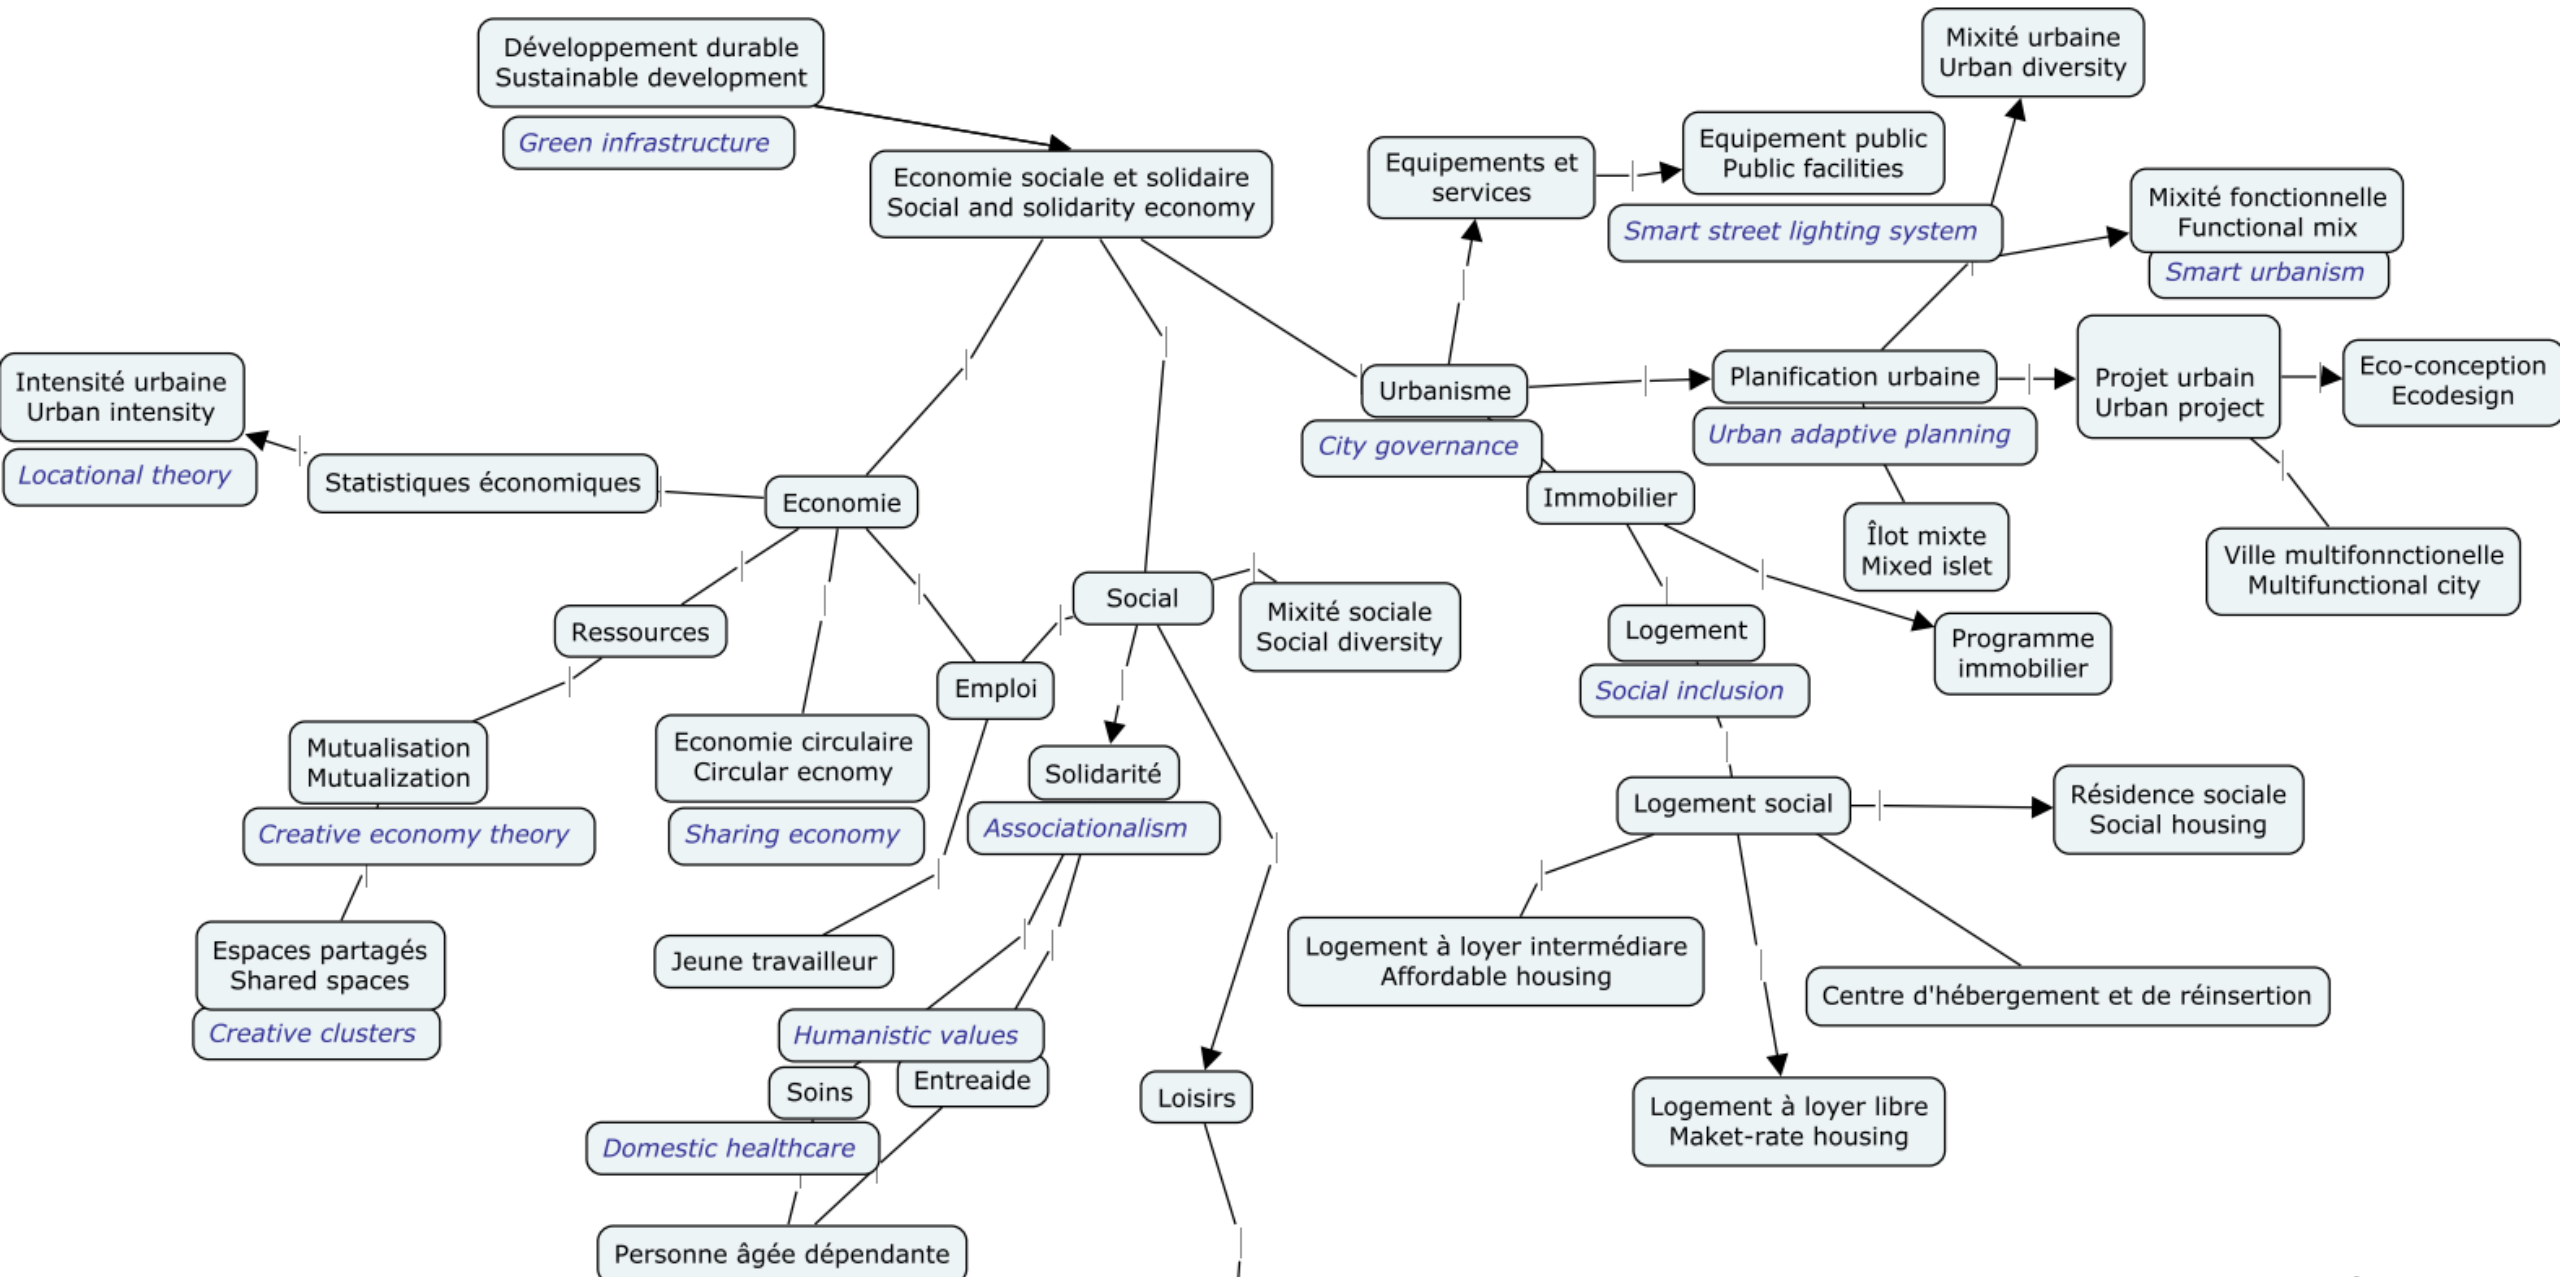 Développement durable
Sustainable development
Green infrastructure
Economie sociale et solidaire
Social and solidarity economy
Equipements et
services
Equipement public
Public facilities
Smart street lighting system
Mixité urbaine
Urban diversity
Mixité fonctionnelle
Functional mix
Smart urbanism
Intensité urbaine
Urban intensity
Locational theory
Statistiques économiques
Economie
Urbanisme
City governance
Planification urbaine
Urban adaptive planning
Projet urbain
Urban project
Eco-conception
Ecodesign
Immobilier
Îlot mixte
Mixed islet
Ville multifonnctionelle
Multifunctional city
Ressources
Social
Mixité sociale
Social diversity
Logement
Social inclusion
Programme
immobilier
Emploi
Mutualisation
Mutualization
Creative economy theory
Economie circulaire
Circular ecnomy
Sharing economy
Solidarité
Associationalism
Logement social
Résidence sociale
Social housing
Espaces partagés
Shared spaces
Creative clusters
Jeune travailleur
Logement à loyer intermédiare
Affordable housing
Centre d'hébergement et de réinsertion
Humanistic values
Soins
Entreaide
Loisirs
Logement à loyer libre
Maket-rate housing
Domestic healthcare
Personne âgée dépendante